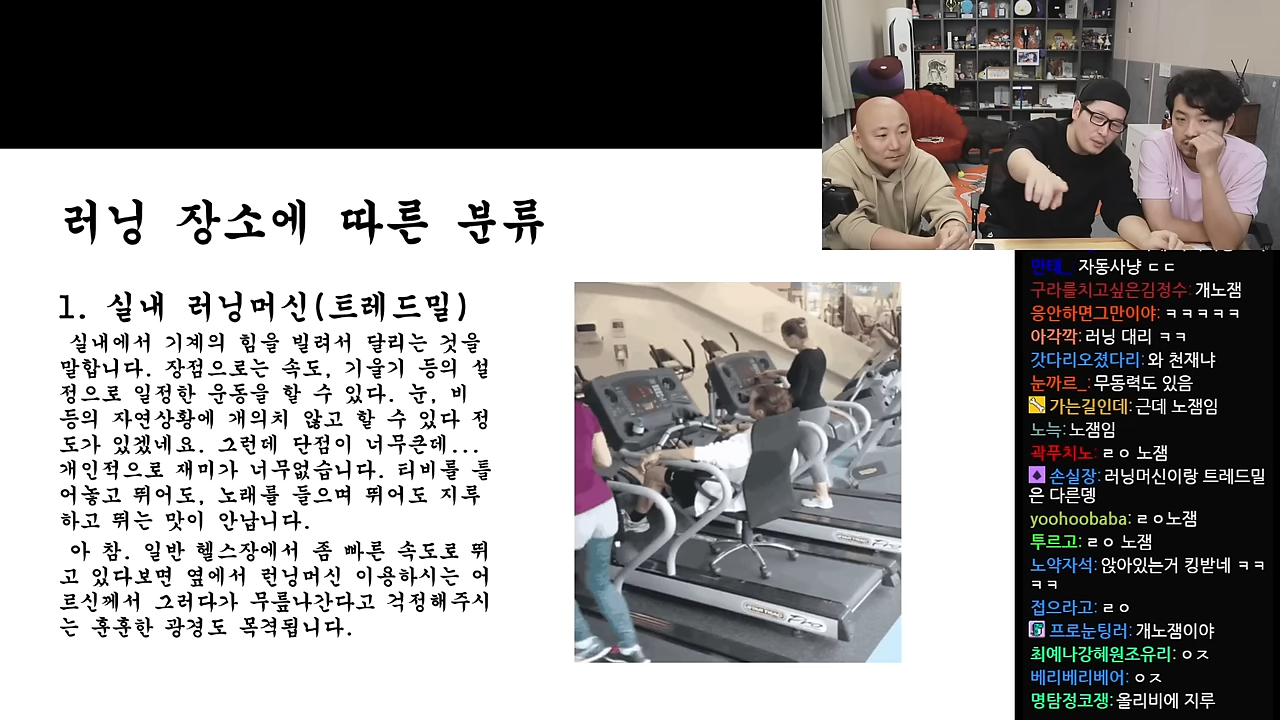 러닝 장소에 따른 분류
1. 실내 러닝머신(트레드밀)
실내에서 기계의 힘을 빌려서 달리는 것을
말합니다. 장점으로는 속도, 기울기 등의 설
정으로 일정한 운동을 할 수 있다. 눈, 비
등의 자연상황에 개의치 않고 할 수 있다 정
도가 있겠네요. 그런데 단점이 너무큰데...
개인적으로 재미가 너무없습니다. 티비를 틀
어놓고 뛰어도, 노래를 들으며 뛰어도 지루
하고 뛰는 맛이 안납니다.
아 참. 일반 헬스장에서 좀 빠른 속도로 뛰
고 있다보면 옆에서 런닝머신 이용하시는 어
르신께서 그러다가 무릎나간다고 걱정해주시
는 훈훈한 광경도 목격됩니다.
Pro
만태_: 자동사냥 ㄷㄷ
구라를치고싶은김정수: 개노잼
응안하면그만이야: ㅋㅋㅋㅋㅋ
아각깍: 러닝 대리 ㅋㅋ
갓다리오졌다리: 와 천재냐
눈까르_: 무동력도 있음
가는길인데: 근데 노잼임
노늑: 노잼임
곽푸치노: ㄹㅇ 노잼
손실장: 러닝머신이랑 트레드밀
은 다른뎅
yoohoobaba: ㄹㅇ노잼
투르고: ㄹㅇ 노잼
노약자석: 앉아있는거 킹받네 ㅋㅋ
ㅋㅋ
접으라고: ㄹㅇ
프로눈팅러: 개노잼이야
최예나강혜원조유리: ㅇㅈ
베리베리베어: ㅇㅈ
명탐정코쟁: 올리비에 지루